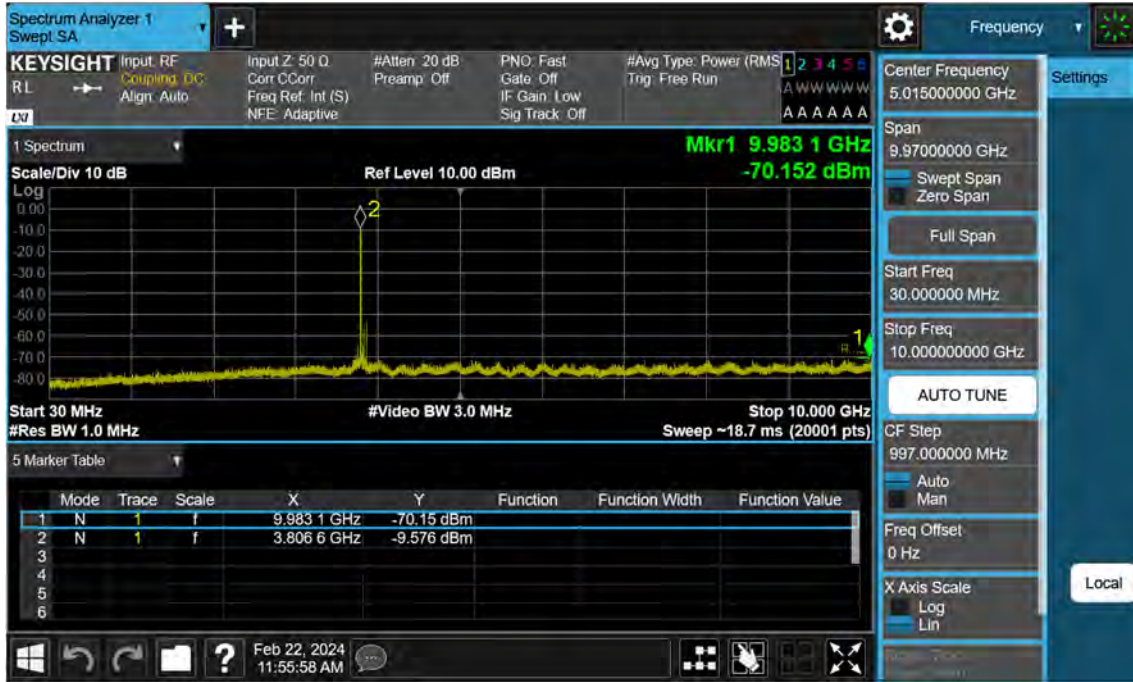 Spectrum Analyzer 1
Swept SA
Frequency
KEYSIGHT
RL
LXI
Input: RF
Coupling: DC
Align: Auto
Input Z: 50 Ω
Corr CCorr
Freq Ref: Int (S)
NFE: Adaptive
#Atten: 20 dB
Preamp: Off
PNO: Fast
Gate: Off
IF Gain: Low
Sig Track: Off
#Avg Type: Power (RMS
Trig: Free Run
1 2 3 4 5 6
A W W W W W
A A A A A A
Center Frequency
5.015000000 GHz
Settings
1 Spectrum
Mkr1 9.983 1 GHz
-70.152 dBm
Scale/Div 10 dB
Ref Level 10.00 dBm
Log
0.00
-10.0
-20.0
-30.0
-40.0
-50.0
-60.0
-70.0
-80.0
2
1
Start 30 MHz
#Video BW 3.0 MHz
Stop 10.000 GHz
#Res BW 1.0 MHz
Sweep ~18.7 ms (20001 pts)
Span
9.97000000 GHz
Swept Span
Zero Span
Full Span
Start Freq
30.000000 MHz
Stop Freq
10.000000000 GHz
AUTO TUNE
CF Step
997.000000 MHz
Auto
Man
Freq Offset
0 Hz
X Axis Scale
Log
Lin
Local
5 Marker Table
Mode Trace Scale X Y Function Function Width Function Value
1 N 1 f 9.983 1 GHz -70.15 dBm
2 N 1 f 3.806 6 GHz -9.576 dBm
3
4
5
6
?
Feb 22, 2024
11:55:58 AM